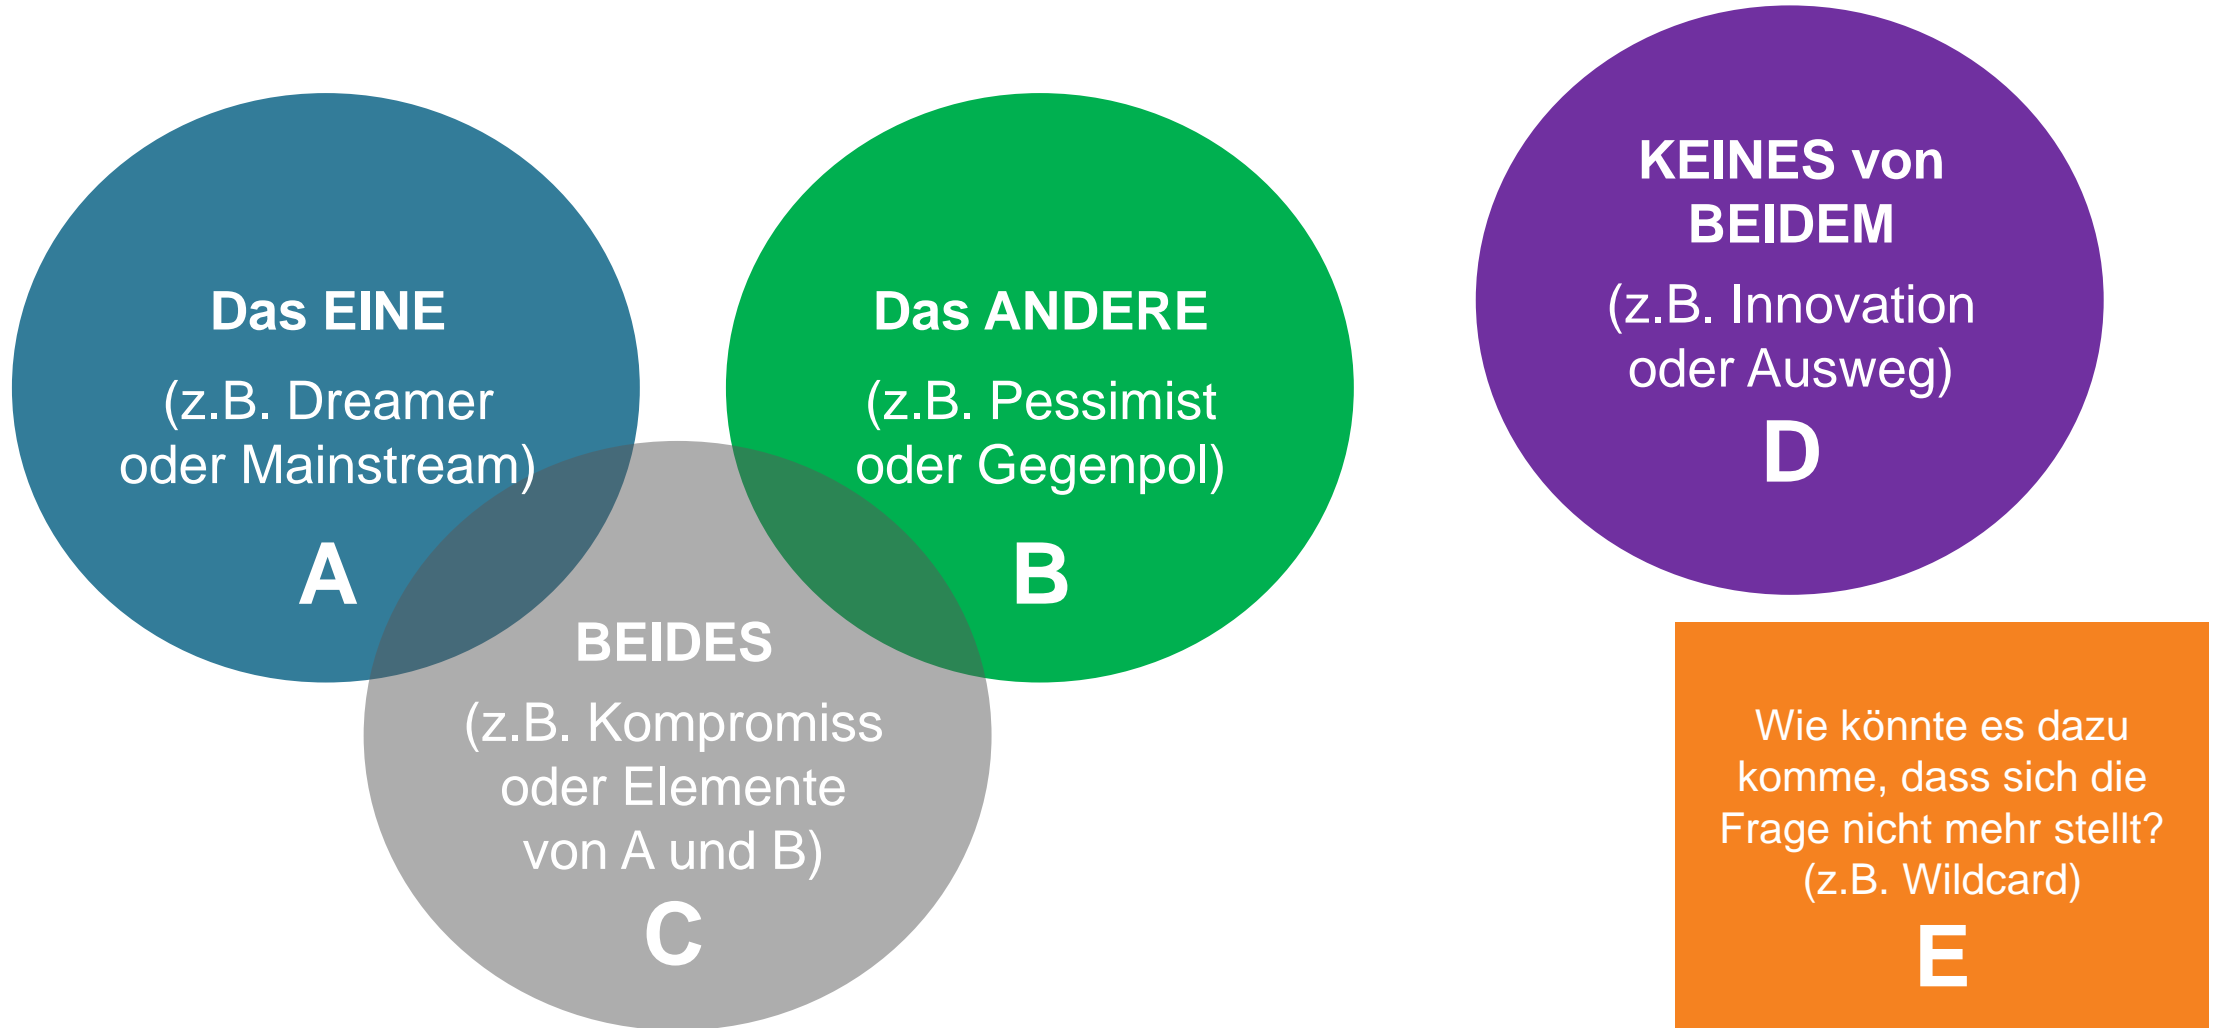 Das EINE
(z.B. Dreamer
oder Mainstream)
A
Das ANDERE
(z.B. Pessimist
oder Gegenpol)
B
BEIDES
(z.B. Kompromiss
oder Elemente
von A und B)
C
KEINES von
BEIDEM
(z.B. Innovation
oder Ausweg)
D
Wie könnte es dazu
komme, dass sich die
Frage nicht mehr stellt?
(z.B. Wildcard)
E